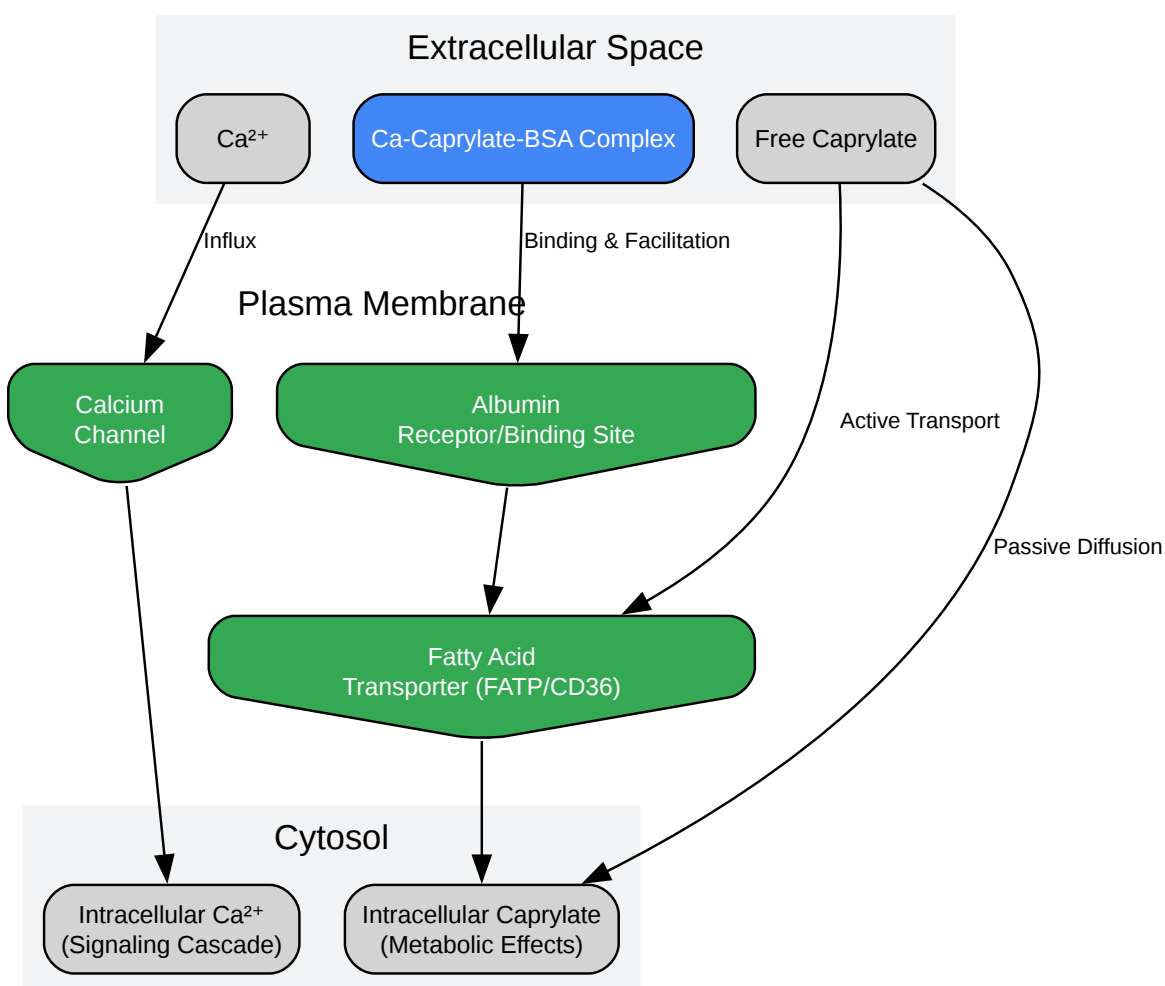 Extracellular Space
Ca²⁺
Ca-Caprylate-BSA Complex
Free Caprylate
Influx
Binding & Facilitation
Plasma Membrane
Calcium
Channel
Albumin
Receptor/Binding Site
Active Transport
Passive Diffusion
Fatty Acid
Transporter (FATP/CD36)
Cytosol
Intracellular Ca²⁺
(Signaling Cascade)
Intracellular Caprylate
(Metabolic Effects)